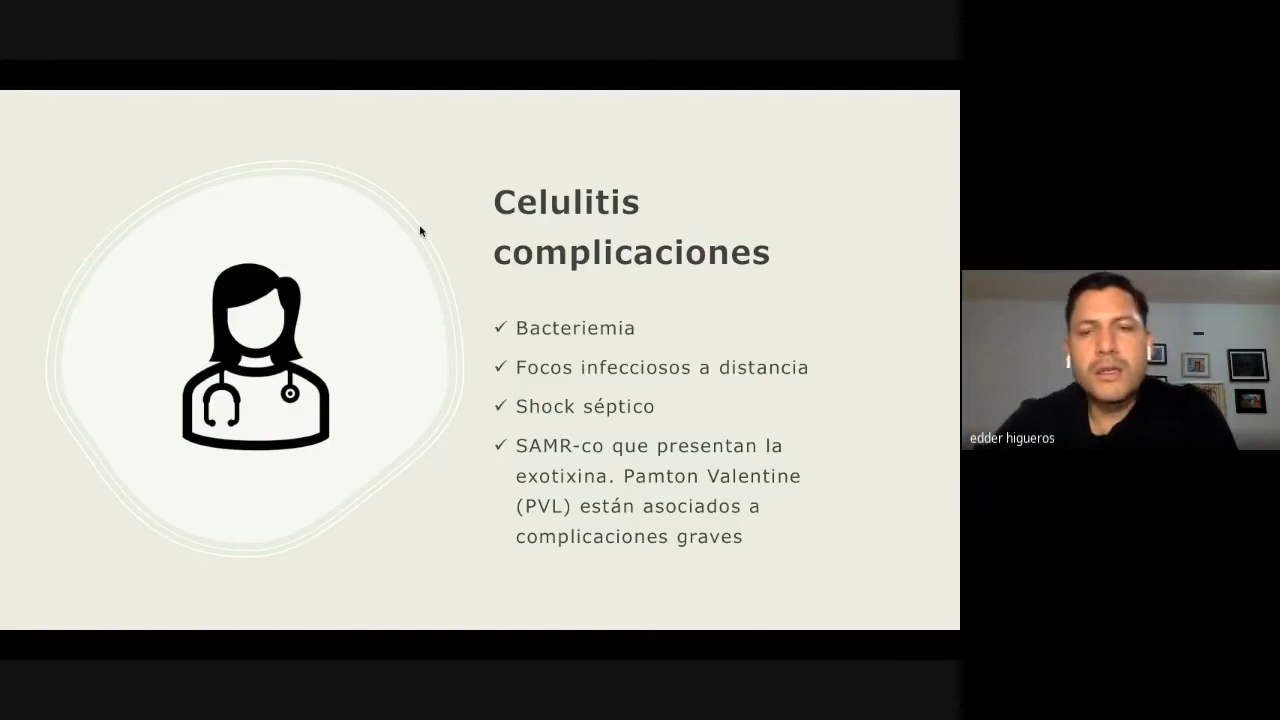 Celulitis
complicaciones
✓ Bacteriemia
✓ Focos infecciosos a distancia
✓ Shock séptico
✓ SAMR-co que presentan la
exotixina. Pamton Valentine
(PVL) están asociados a
complicaciones graves
edder higueros